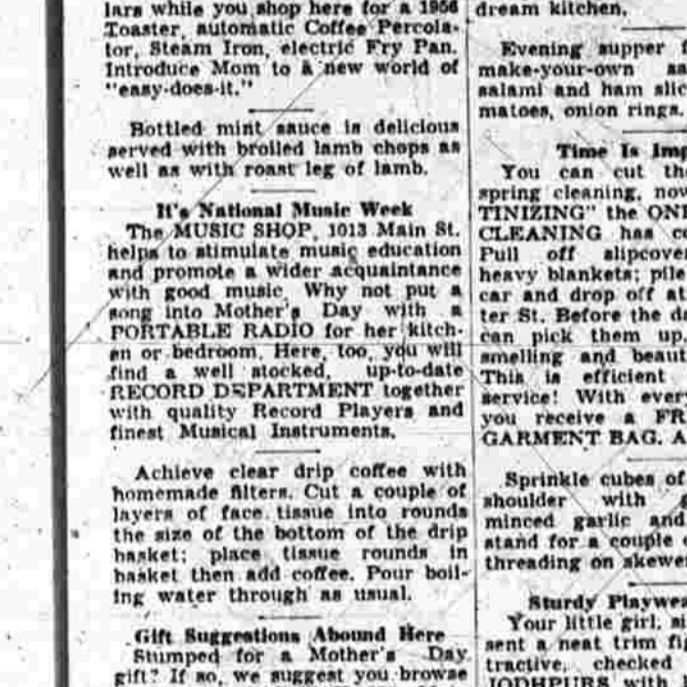 lars while you shop here for a 1956
Toaster, automatic Coffee Percola-
tor, Steam Iron, electric Fry Pan.
Introduce Mom to a new world of
"easy-does-it."
Bottled mint sauce is delicious
served with broiled lamb chops as
well as with roast leg of lamb.
It's National Music Week
The MUSIC SHOP, 1013 Main St.
helps to stimulate music education
and promote a wider acquaintance
with good music. Why not put a
song into Mother's Day with a
PORTABLE RADIO for her kitch-
en or bedroom. Here, too, you will
find a well stocked, up-to-date
RECORD DEPARTMENT together
with quality Record Players and
finest Musical Instruments.
Achieve clear drip coffee with
homemade filters. Cut a couple of
layers of face tissue into rounds
the size of the bottom of the drip
basket; place tissue rounds in
basket then add coffee. Pour boil-
ing water through as usual.
Gift Suggestions Abound Here
Stumped for a Mother's Day
gift? If so, we suggest you browse
dream kitchen.
Evening supper
make-your-own
salami and ham
matoes, onion rings.
Time Is
You can cut
spring cleaning,
TINIZING" the
CLEANING has
Pull off
heavy blankets; pile
car and drop off at
ter St. Before the
can pick them up.
smelling and
This is efficient
service! With
you receive a
GARMENT BAG.
Sprinkle cubes of
shoulder with
minced garlic and
stand for a couple
threading on
Sturdy
Your little girl,
sent a neat trim
tractive, checked
JODHPURS with